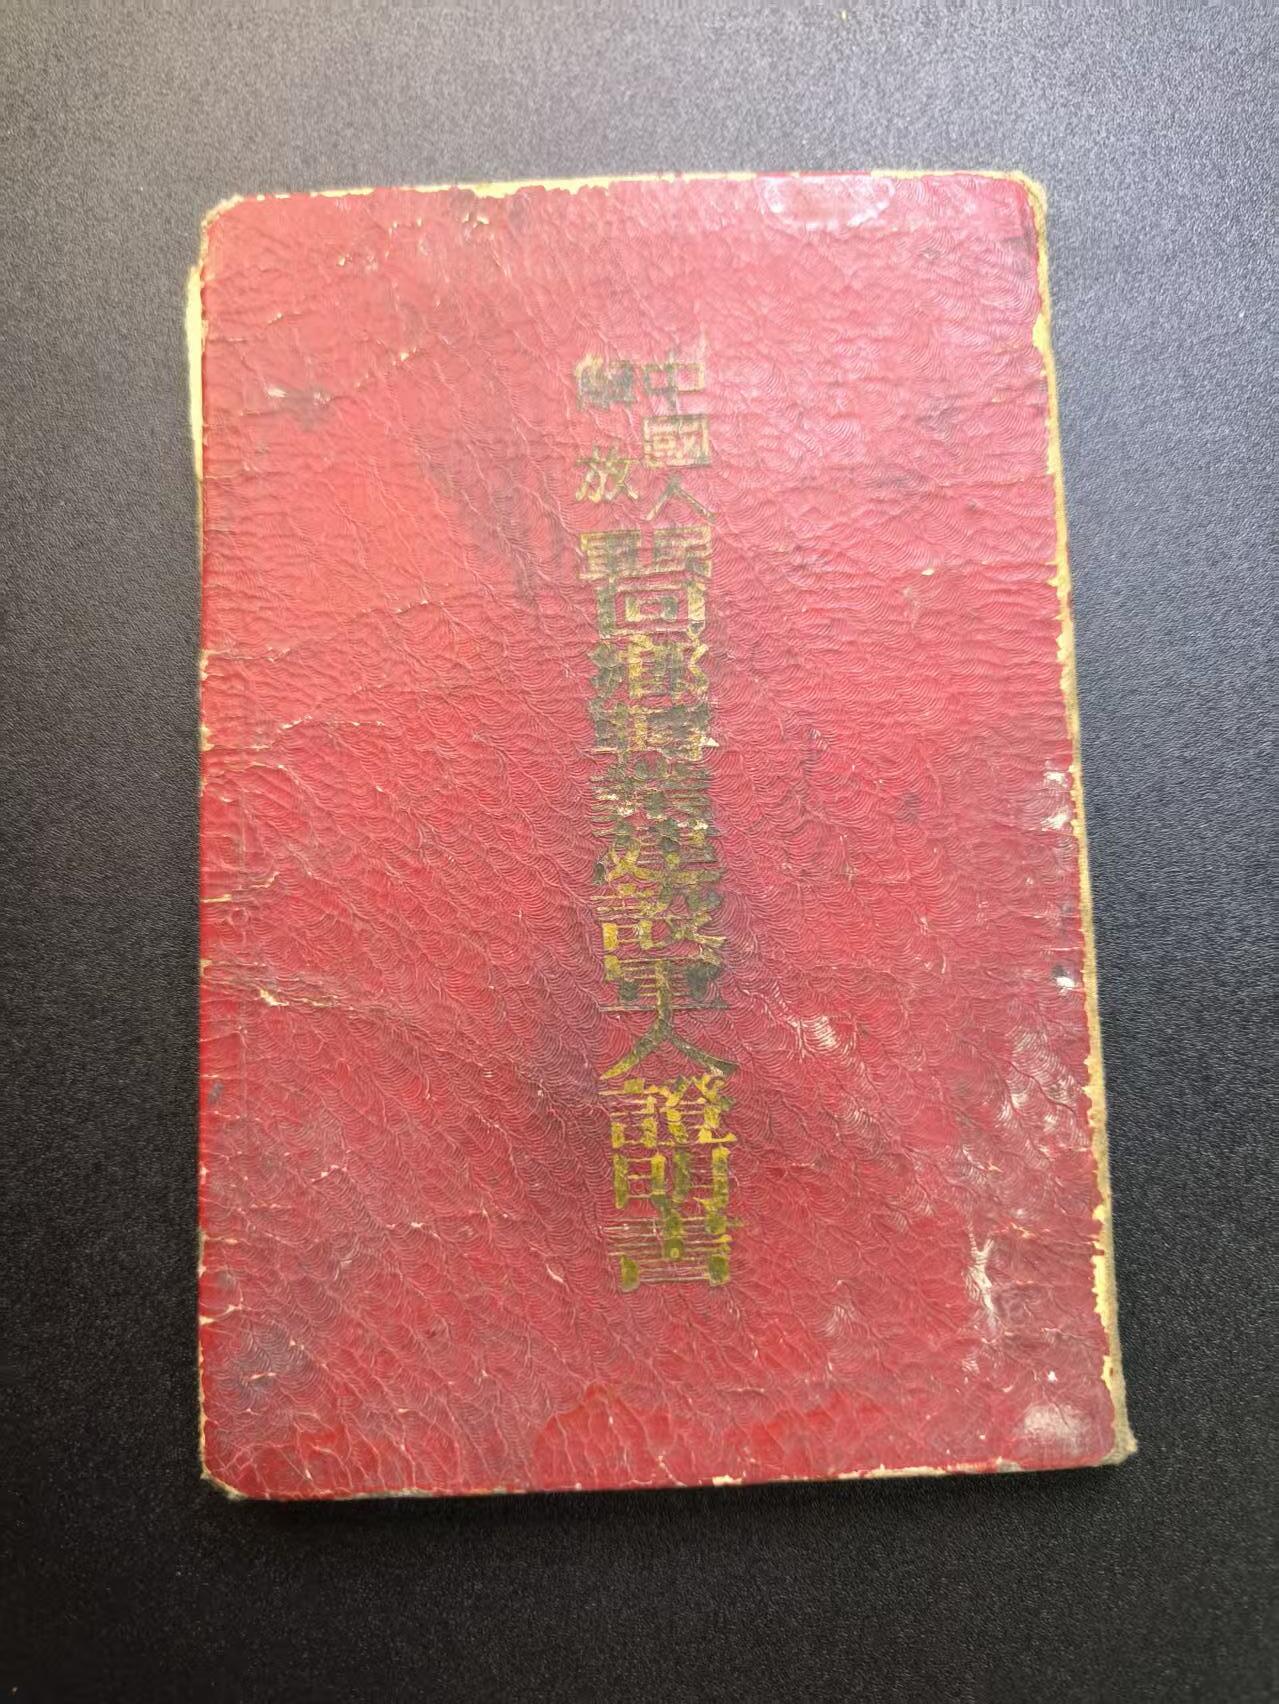 中國人民
解放軍
回鄉轉業建設軍人證明書